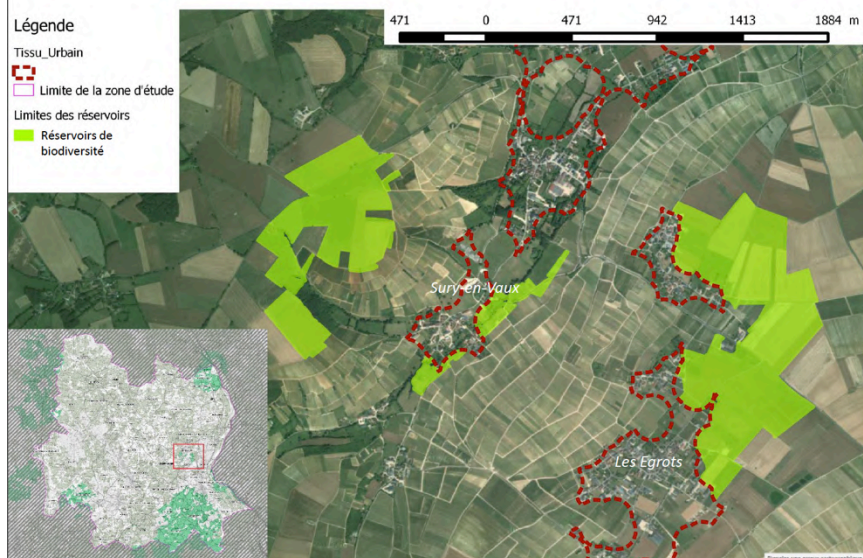 Légende
Tissu_Urbain
Limite de la zone d'étude
Limites des réservoirs
Réservoirs de
biodiversité
471 0 471 942 1413 1884 m
Sury-en-Vaux
Les Egrots